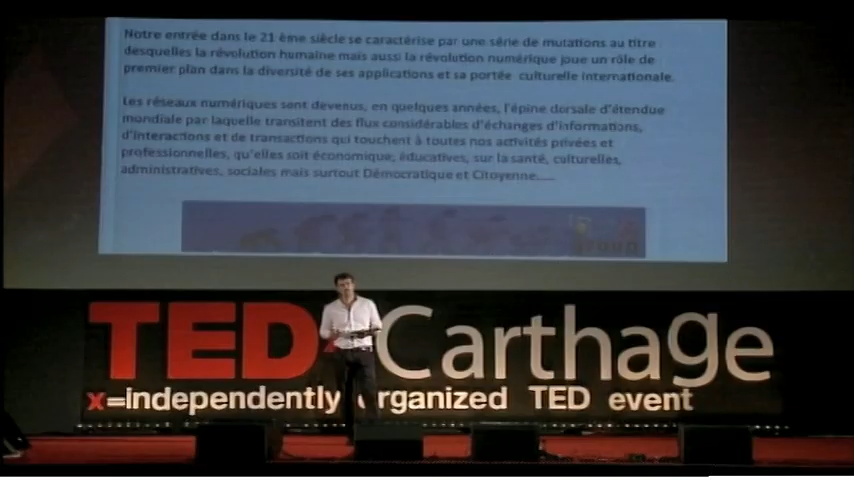 Notre entrée dans le 21 ème siècle se caractérise par une série de mutations au titre
desquelles la révolution humaine mais aussi la révolution numérique joue un rôle de
premier plan dans la diversité de ses applications et sa portée culturelle internationale.
Les réseaux numériques sont devenus, en quelques années, l'épine dorsale d'étendue
mondiale par laquelle transitent des flux considérables d'échanges d'informations,
d'interactions et de transactions qui touchent à toutes nos activités privées et
professionnelles, qu'elles soit économique, éducatives, sur la santé, culturelles,
administratives, sociales mais surtout Démocratique et Citoyenne.....
group
TEDx Carthage
x=independently rganized TED event